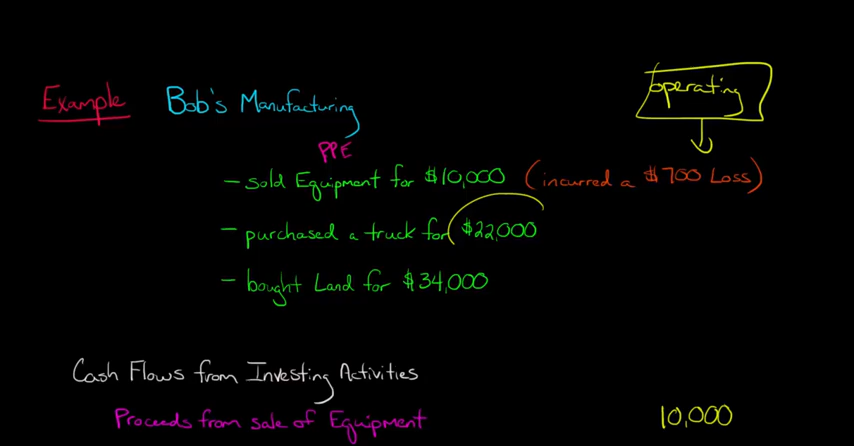 Example Bob's Manufacturing operating
PPE
- sold Equipment for $10,000 (incurred a $700 Loss)
- purchased a truck for $22,000
- bought Land for $34,000
Cash Flows from Investing Activities
Proceeds from sale of Equipment 10,000